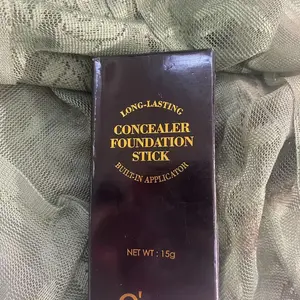 LONG-LASTING
CONCEALER
FOUNDATION
STICK
BUILT-IN APPLICATOR
NET WT : 15g